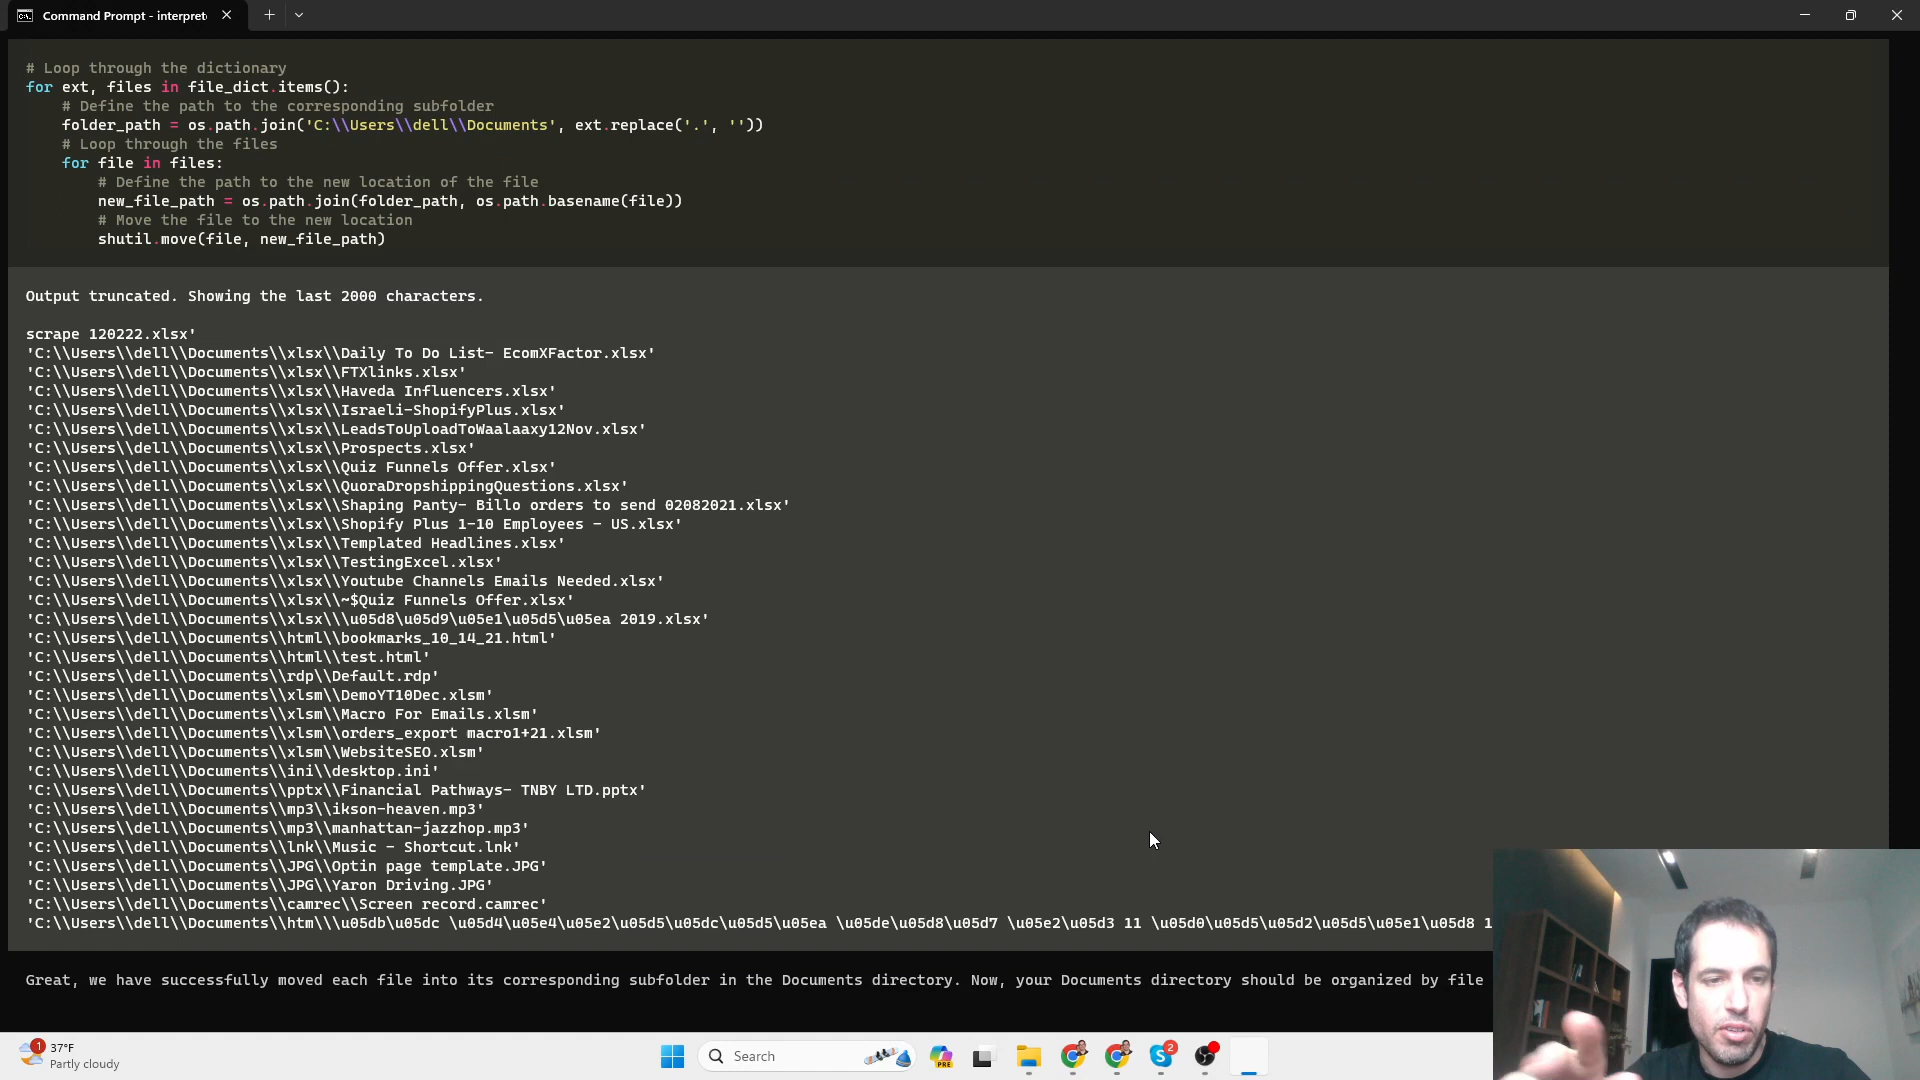 Command Prompt - interpret
# Loop through the dictionary
for ext, files in file_dict.items():
# Define the path to the corresponding subfolder
folder_path = os.path.join('C:\\Users\\dell\\Documents', ext.replace('.', ''))
# Loop through the files
for file in files:
# Define the path to the new location of the file
new_file_path = os.path.join(folder_path, os.path.basename(file))
# Move the file to the new location
shutil.move(file, new_file_path)
Output truncated. Showing the last 2000 characters.
scrape 120222.xlsx'
'C:\\Users\\dell\\Documents\\xlsx\\Daily To Do List- EcomXFactor.xlsx'
'C:\\Users\\dell\\Documents\\xlsx\\FTXlinks.xlsx'
'C:\\Users\\dell\\Documents\\xlsx\\Haveda Influencers.xlsx'
'C:\\Users\\dell\\Documents\\xlsx\\Israeli-ShopifyPlus.xlsx'
'C:\\Users\\dell\\Documents\\xlsx\\LeadsToUploadToWaalaaxy12Nov.xlsx'
'C:\\Users\\dell\\Documents\\xlsx\\Prospects.xlsx'
'C:\\Users\\dell\\Documents\\xlsx\\Quiz Funnels Offer.xlsx'
'C:\\Users\\dell\\Documents\\xlsx\\QuoraDropshippingQuestions.xlsx'
'C:\\Users\\dell\\Documents\\xlsx\\Shaping Panty- Billo orders to send 02082021.xlsx'
'C:\\Users\\dell\\Documents\\xlsx\\Shopify Plus 1-10 Employees - US.xlsx'
'C:\\Users\\dell\\Documents\\xlsx\\Templated Headlines.xlsx'
'C:\\Users\\dell\\Documents\\xlsx\\TestingExcel.xlsx'
'C:\\Users\\dell\\Documents\\xlsx\\Youtube Channels Emails Needed.xlsx'
'C:\\Users\\dell\\Documents\\xlsx\\~$Quiz Funnels Offer.xlsx'
'C:\\Users\\dell\\Documents\\xlsx\\\u05d8\u05d9\u05e1\u05d5\u05ea 2019.xlsx'
'C:\\Users\\dell\\Documents\\html\\bookmarks_10_14_21.html'
'C:\\Users\\dell\\Documents\\html\\test.html'
'C:\\Users\\dell\\Documents\\rdp\\Default.rdp'
'C:\\Users\\dell\\Documents\\xlsm\\DemoYT10Dec.xlsm'
'C:\\Users\\dell\\Documents\\xlsm\\Macro For Emails.xlsm'
'C:\\Users\\dell\\Documents\\xlsm\\orders_export macro1+21.xlsm'
'C:\\Users\\dell\\Documents\\xlsm\\WebsiteSEO.xlsm'
'C:\\Users\\dell\\Documents\\ini\\desktop.ini'
'C:\\Users\\dell\\Documents\\pptx\\Financial Pathways- TNBY LTD.pptx'
'C:\\Users\\dell\\Documents\\mp3\\ikson-heaven.mp3'
'C:\\Users\\dell\\Documents\\mp3\\manhattan-jazzhop.mp3'
'C:\\Users\\dell\\Documents\\lnk\\Music - Shortcut.lnk'
'C:\\Users\\dell\\Documents\\JPG\\Optin page template.JPG'
'C:\\Users\\dell\\Documents\\JPG\\Yaron Driving.JPG'
'C:\\Users\\dell\\Documents\\camrec\\Screen record.camrec'
'C:\\Users\\dell\\Documents\\htm\\\u05db\u05dc \u05d4\u05e4\u05e2\u05d5\u05dc\u05d5\u05ea \u05de\u05d8\u05d7 \u05e2\u05d3 11 \u05d0\u05d5\u05d2\u05d5\u05e1\u05d8 1
Great, we have successfully moved each file into its corresponding subfolder in the Documents directory. Now, your Documents directory should be organized by file
1
37°F
Partly cloudy
Search
PRE
2